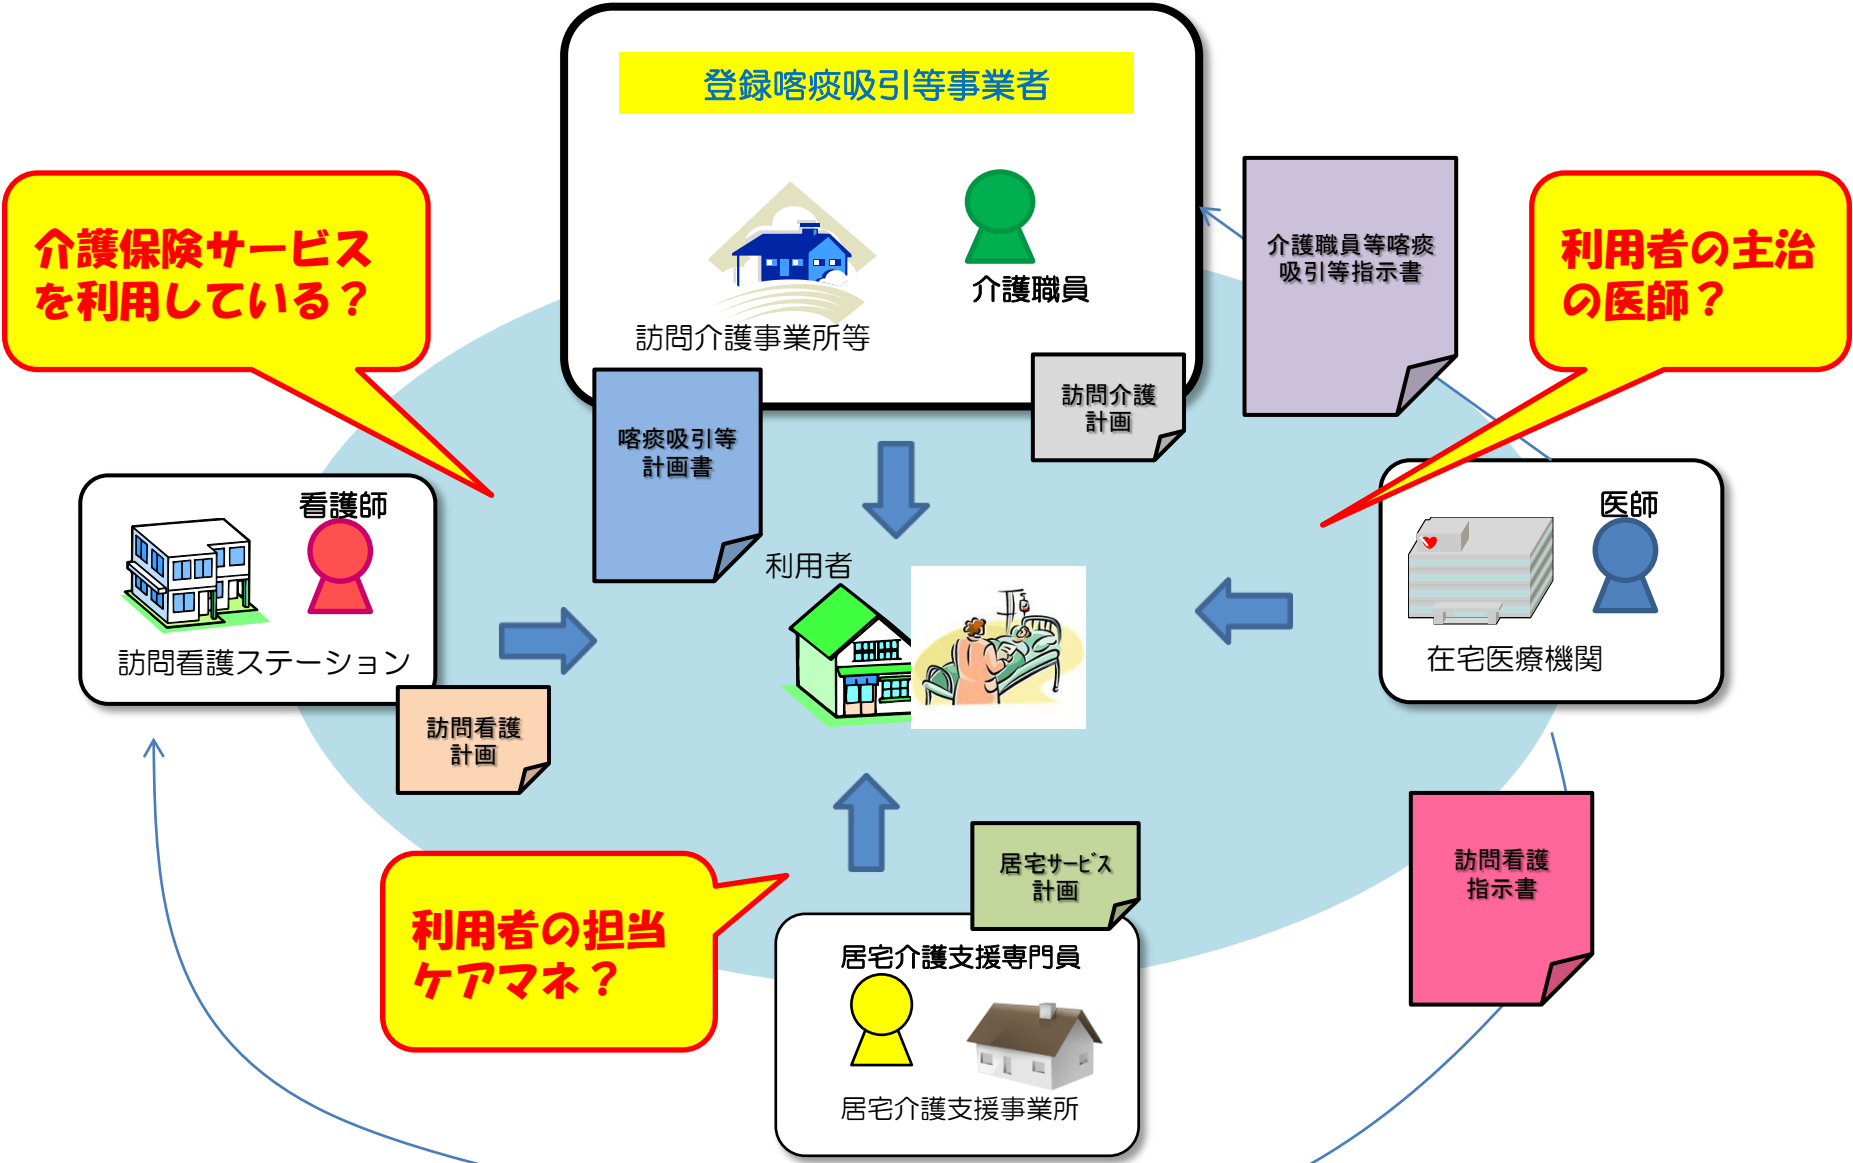 登録喀痰吸引等事業者
介護職員
訪問介護事業所等
介護保険サービス
を利用している？
介護職員等喀痰
吸引等指示書
利用者の主治
の医師？
訪問介護
計画
喀痰吸引等
計画書
看護師
訪問看護ステーション
医師
在宅医療機関
利用者
訪問看護
計画
訪問看護
指示書
居宅ｻｰﾋﾞｽ
計画
利用者の担当
ケアマネ？
居宅介護支援専門員
居宅介護支援事業所